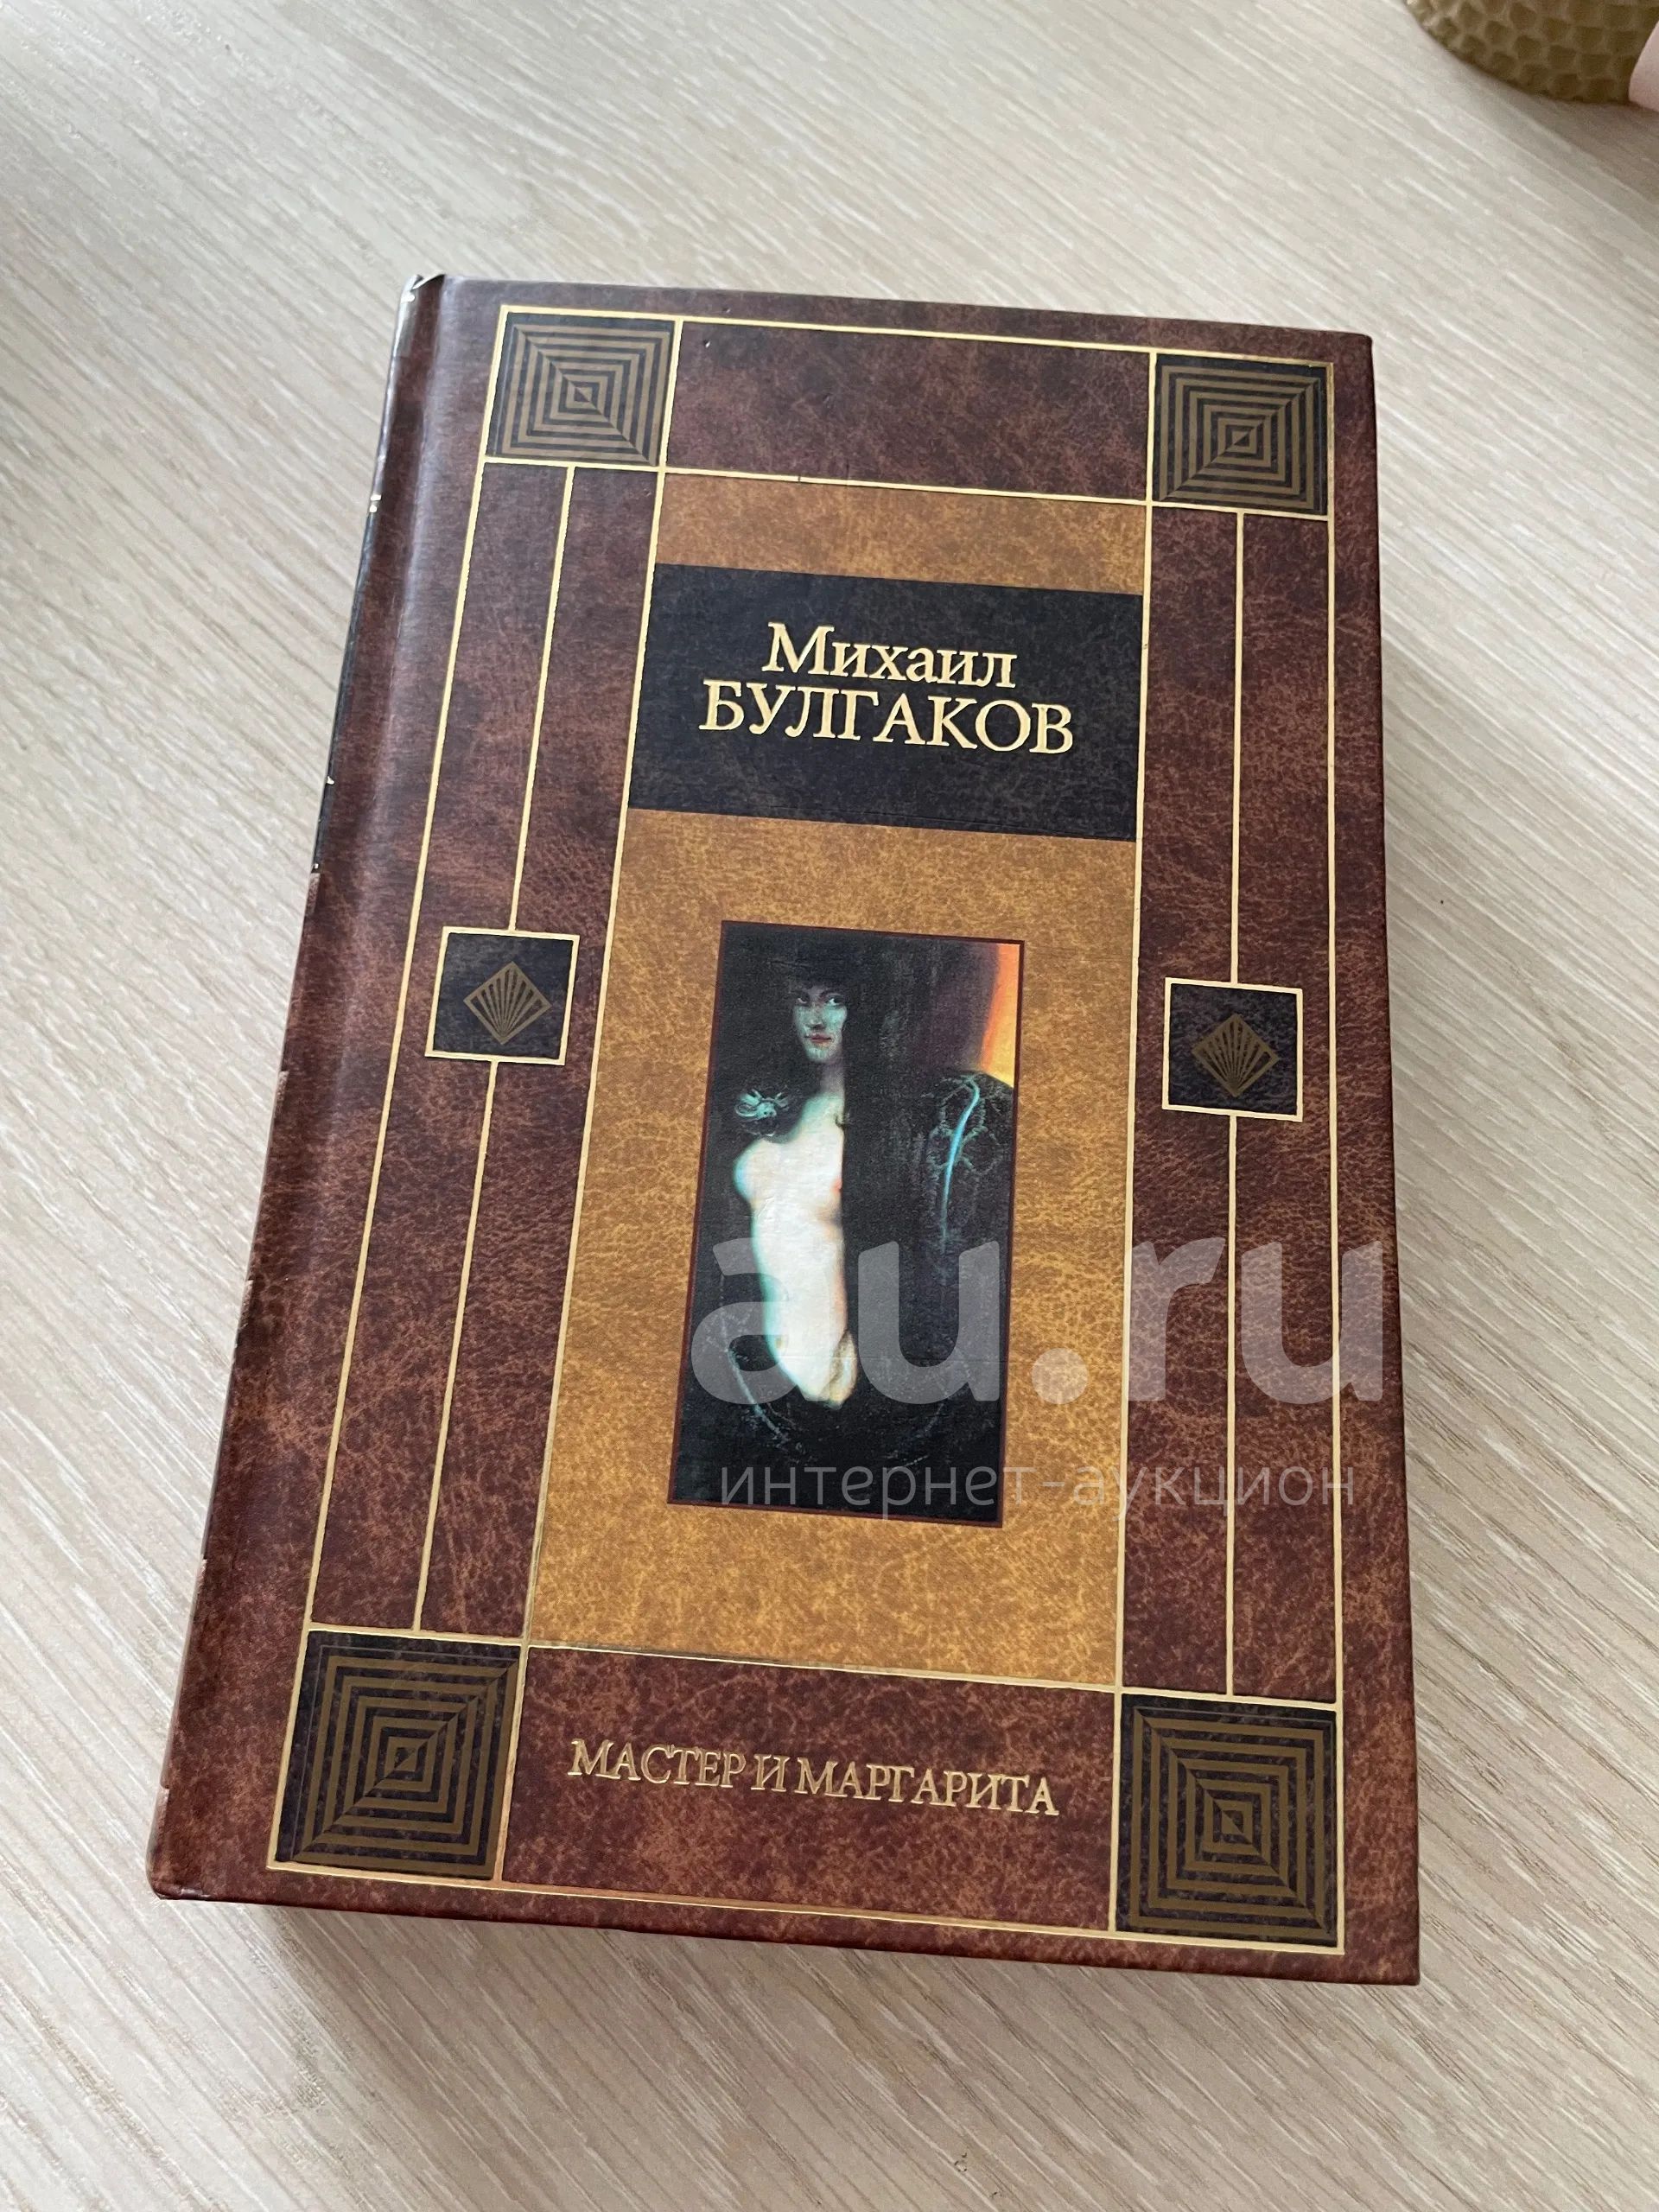 Михаил
БУЛГАКОВ
au.ru
интернет-аукцион
МАСТЕР И МАРГАРИТА